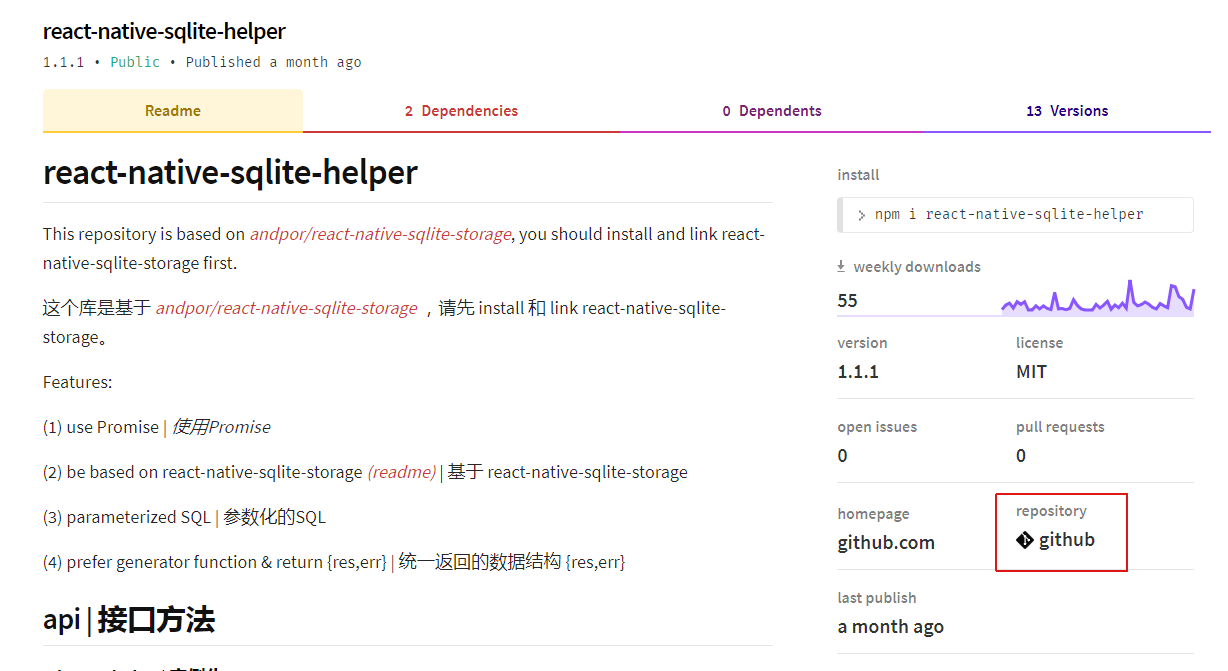 react-native-sqlite-helper
1.1.1 • Public • Published a month ago
Readme
2 Dependencies
0 Dependents
13 Versions
react-native-sqlite-helper
This repository is based on andpor/react-native-sqlite-storage, you should install and link react-
native-sqlite-storage first.
这个库是基于 andpor/react-native-sqlite-storage ，请先 install 和 link react-native-sqlite-
storage。
Features:
(1) use Promise | 使用Promise
(2) be based on react-native-sqlite-storage (readme) | 基于 react-native-sqlite-storage
(3) parameterized SQL | 参数化的SQL
(4) prefer generator function & return {res,err} | 统一返回的数据结构 {res,err}
api | 接口方法
install
> npm i react-native-sqlite-helper
weekly downloads
55
version
1.1.1
license
MIT
open issues
0
pull requests
0
homepage
github.com
repository
github
last publish
a month ago